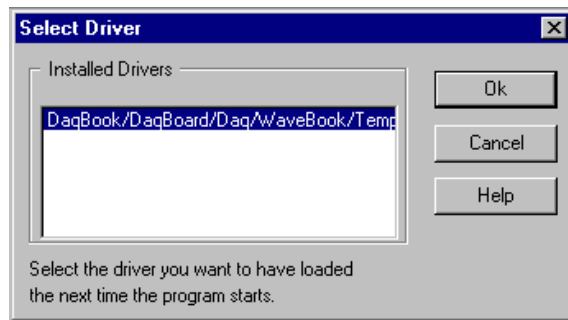 Select Driver
Installed Drivers
DaqBook/DaqBoard/Daq/WaveBook/Temp
Ok
Cancel
Help
Select the driver you want to have loaded
the next time the program starts.